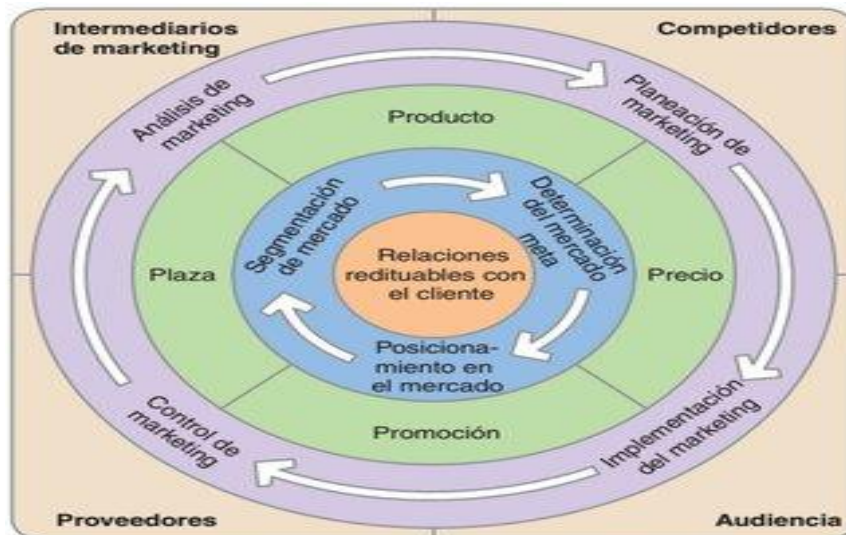 Intermediarios
de marketing
Competidores
Análisis de
marketing
Planeación de
marketing
Producto
Segmentación
de mercado
Determinación
del mercado
meta
Plaza
Relaciones
redituables con
el cliente
Precio
Posiciona-
miento en
el mercado
Control de
marketing
Promoción
Implementación
del marketing
Proveedores
Audiencia